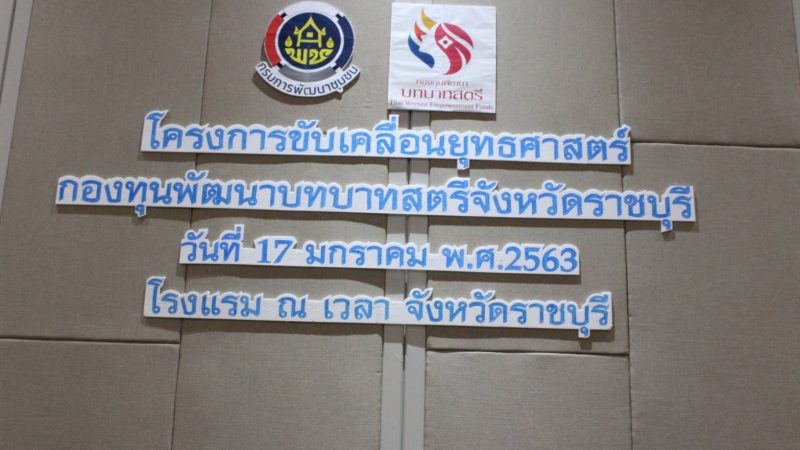 พช
กรมการพัฒนาชุมชน
กองทุนพัฒนา
บทบาทสตรี
Thai Women Empowerment Funds
โครงการขับเคลื่อนยุทธศาสตร์
กองทุนพัฒนาบทบาทสตรีจังหวัดราชบุรี
วันที่ 17 มกราคม พ.ศ.2563
โรงแรม ณ เวลา จังหวัดราชบุรี